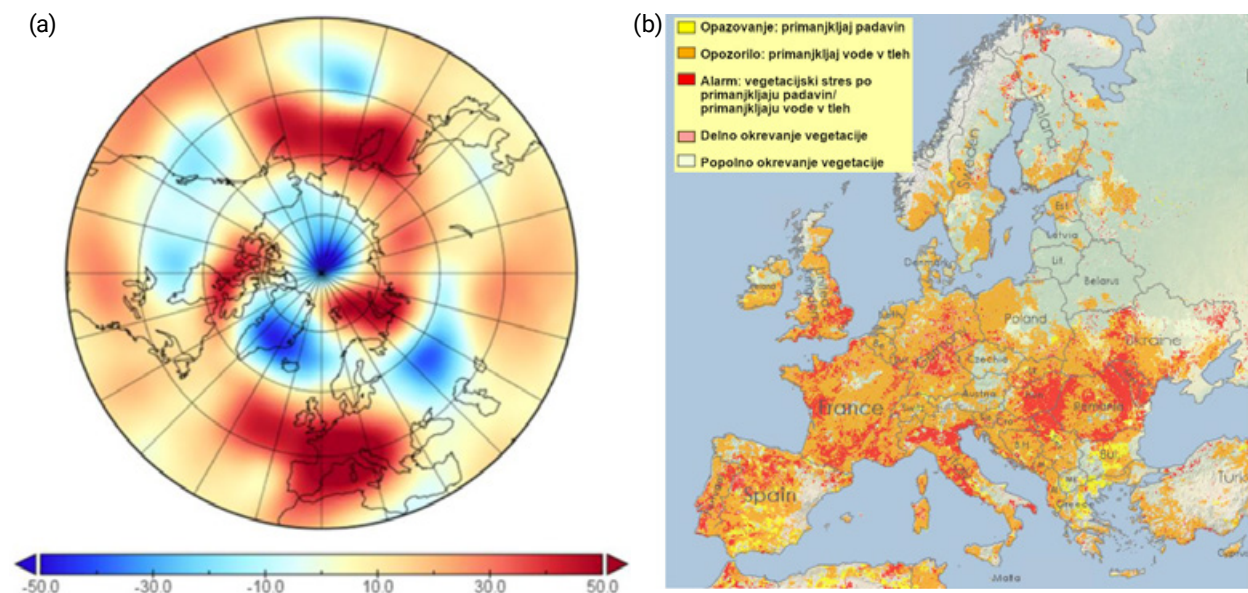 (a)
-50.0 -30.0 -10.0 10.0 30.0 50.0
(b)
Opazovanje: primanjkljaj padavin
Opozorilo: primanjkljaj vode v tleh
Alarm: vegetacijski stres po
primanjkljaju padavin/
primanjkljaju vode v tleh
Delno okrevanje vegetacije
Popolno okrevanje vegetacije
Sweden
Est.
Latvia
Lit.
Denmark
Belarus
Poland
Ukraine
Czechia
Austria
France
Romania
Bu
Spain
Greece
Malta